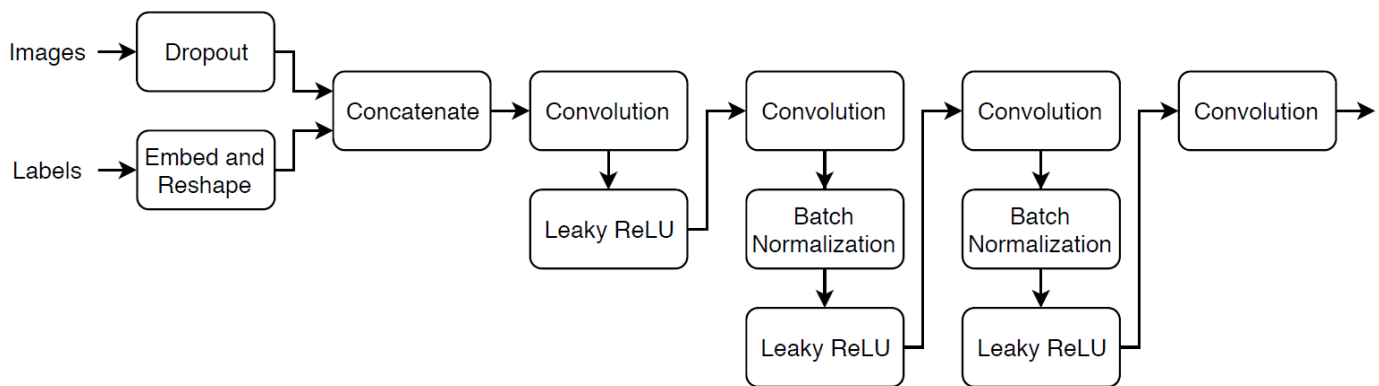 Images
Dropout
Labels
Embed and
Reshape
Concatenate
Convolution
Leaky ReLU
Convolution
Batch
Normalization
Leaky ReLU
Convolution
Batch
Normalization
Leaky ReLU
Convolution